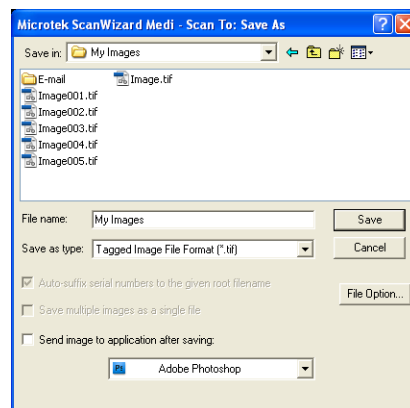 Microtek ScanWizard Medi - Scan To: Save As
Save in: My Images
E-mail
Image001.tif
Image002.tif
Image003.tif
Image004.tif
Image005.tif
Image.tif
File name: My Images Save
Save as type: Tagged Image File Format (*.tif) Cancel
Auto-suffix serial numbers to the given root filename
File Option...
Save multiple images as a single file
Send image to application after saving:
Ps Adobe Photoshop